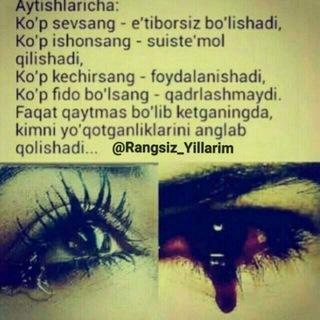 Aytishlaricha:
Ko'p sevsang - e'tiborsiz bo'lishadi,
Ko'p ishonsang - suiste'mol
qilishadi,
Ko'p kechirsang - foydalanishadi,
Ko'p fido bo'lsang - qadrlashmaydi.
Faqat qaytmas bo'lib ketganingda,
kimni yo'qotganliklarini anglab
qolishadi...
@Rangsiz_Yillarim